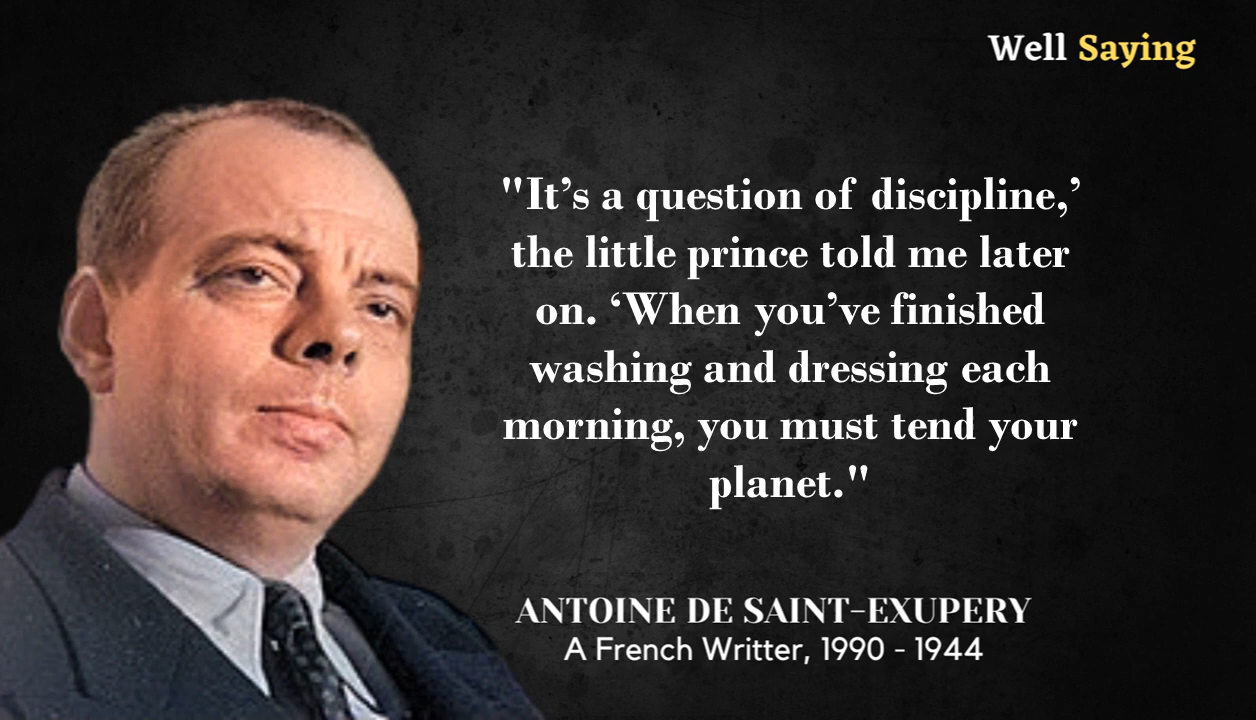 Well Saying
"It’s a question of discipline,’
the little prince told me later
on. ‘When you’ve finished
washing and dressing each
morning, you must tend your
planet."
ANTOINE DE SAINT-EXUPERY
A French Writter, 1990 - 1944